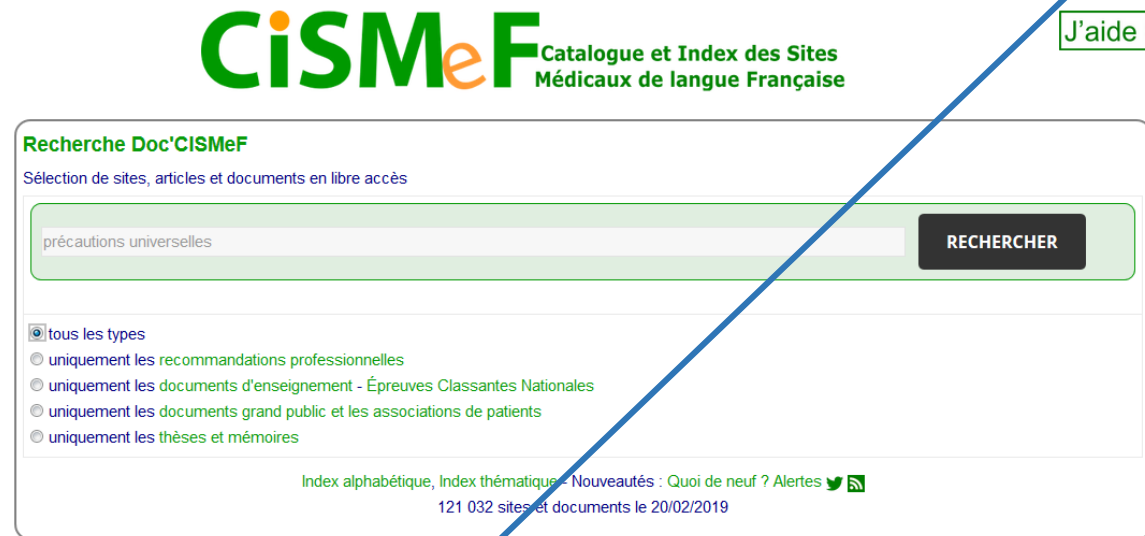 CiSMeF
Catalogue et Index des Sites
Médicaux de langue Française
J'aide
Recherche Doc'CISMeF
Sélection de sites, articles et documents en libre accès
précautions universelles
RECHERCHER
tous les types
uniquement les recommandations professionnelles
uniquement les documents d'enseignement - Épreuves Classantes Nationales
uniquement les documents grand public et les associations de patients
uniquement les thèses et mémoires
Index alphabétique, Index thématique - Nouveautés : Quoi de neuf ? Alertes
121 032 sites et documents le 20/02/2019